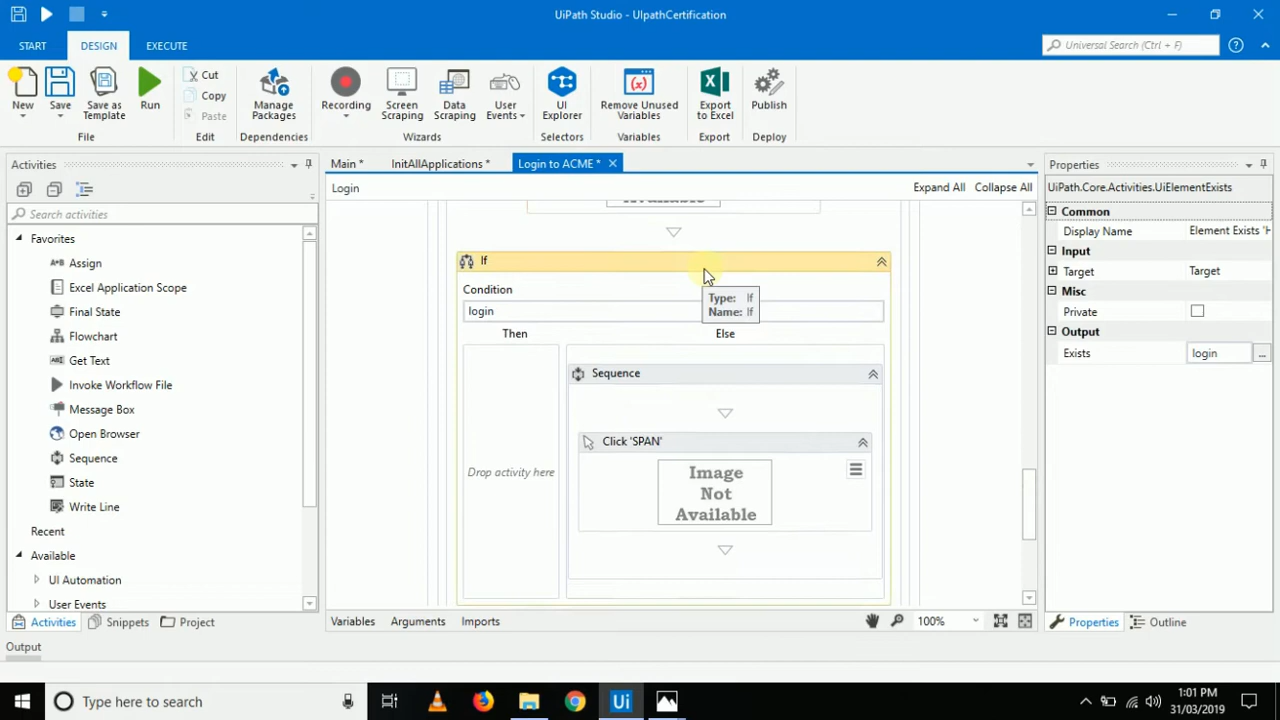 UiPath Studio - UIpathCertification
START DESIGN EXECUTE
Universal Search (Ctrl + F)
New Save Save as Template Run
Cut
Copy
Paste
Manage Packages
Recording Screen Scraping Data Scraping User Events
UI Explorer
Remove Unused Variables
Export to Excel
Publish
File Edit Dependencies Wizards Selectors Variables Export Deploy
Activities
Main * InitAllApplications * Login to ACME *
Properties
Login Expand All Collapse All
UiPath.Core.Activities.UiElementExists
Search activities
Favorites
Assign
Excel Application Scope
Final State
Flowchart
Get Text
Invoke Workflow File
Message Box
Open Browser
Sequence
State
Write Line
Recent
Available
UI Automation
User Events
Activities Snippets Project
Output
If
Condition
login
Type: If
Name: If
Then Else
Sequence
Click 'SPAN'
Image
Not
Available
Drop activity here
Variables Arguments Imports
100%
Common
Display Name Element Exists 'H
Input
Target Target
Misc
Private
Output
Exists login ...
Properties Outline
Type here to search
Ui
1:01 PM
31/03/2019